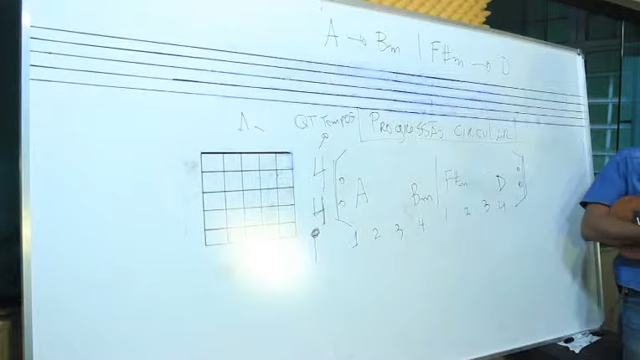 A → Bm | F#m → D
QT Tempos PROGRESSÃO CIRCULAR
4 A Bm F#m D
4
1 2 3 4 1 2 3 4